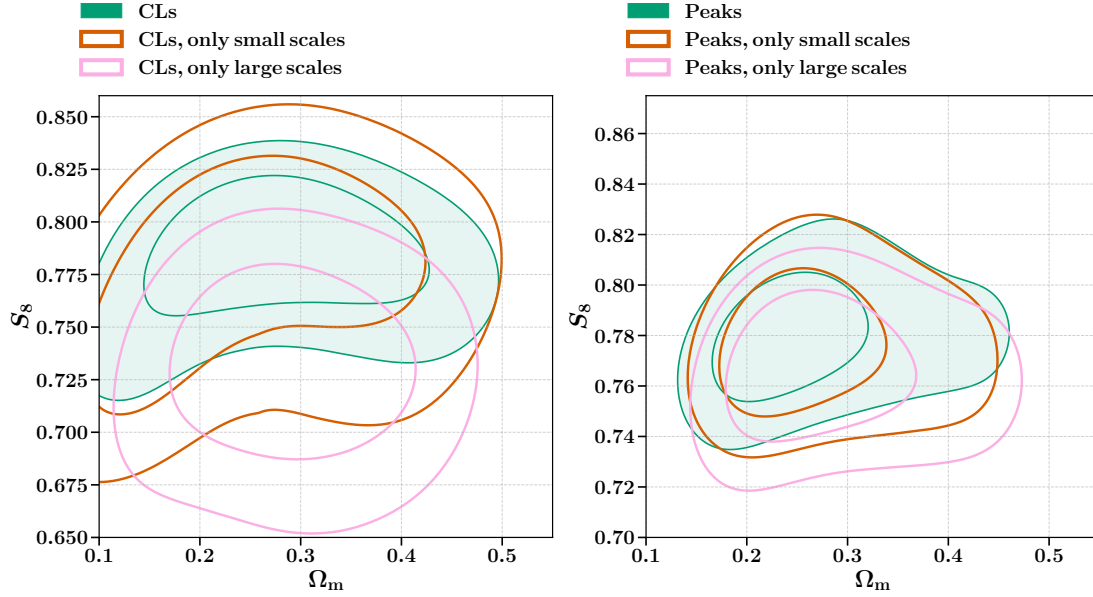 CLs
CLs, only small scales
CLs, only large scales
Peaks
Peaks, only small scales
Peaks, only large scales
0.850
0.825
0.800
0.775
0.750
0.725
0.700
0.675
0.650
S8
0.1 0.2 0.3 0.4 0.5
Ωm
0.86
0.84
0.82
0.80
0.78
0.76
0.74
0.72
0.70
S8
0.1 0.2 0.3 0.4 0.5
Ωm